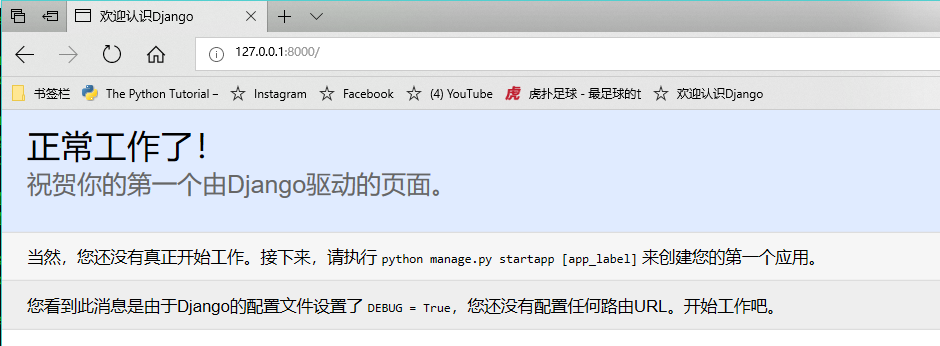 欢迎认识Django
127.0.0.1:8000/
书签栏 The Python Tutorial – Instagram Facebook (4) YouTube 虎 虎扑足球 - 最足球的t 欢迎认识Django
正常工作了！
祝贺你的第一个由Django驱动的页面。
当然，您还没有真正开始工作。接下来，请执行 python manage.py startapp [app_label] 来创建您的第一个应用。
您看到此消息是由于Django的配置文件设置了 DEBUG = True，您还没有配置任何路由URL。开始工作吧。